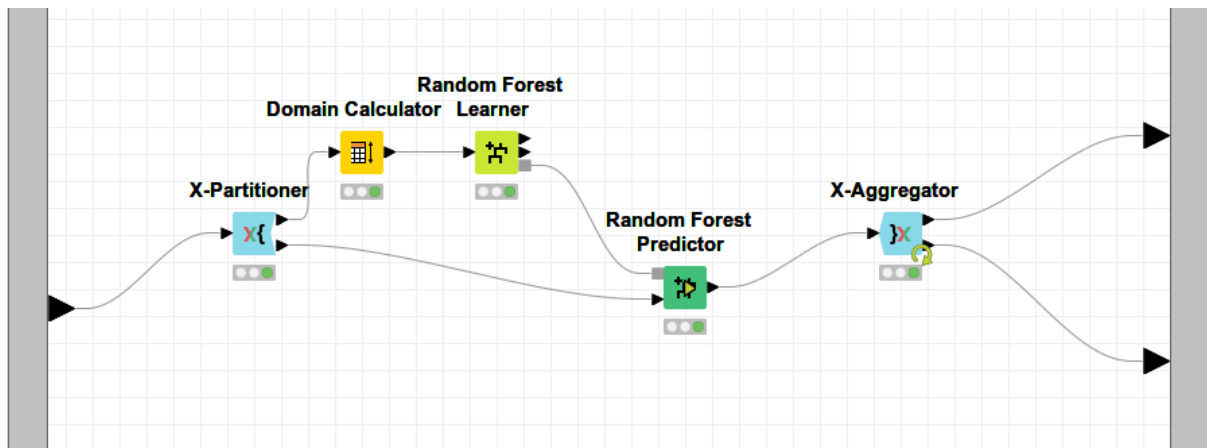 Random Forest
Domain Calculator Learner
X-Partitioner
X{
X-Aggregator
}X
Random Forest
Predictor